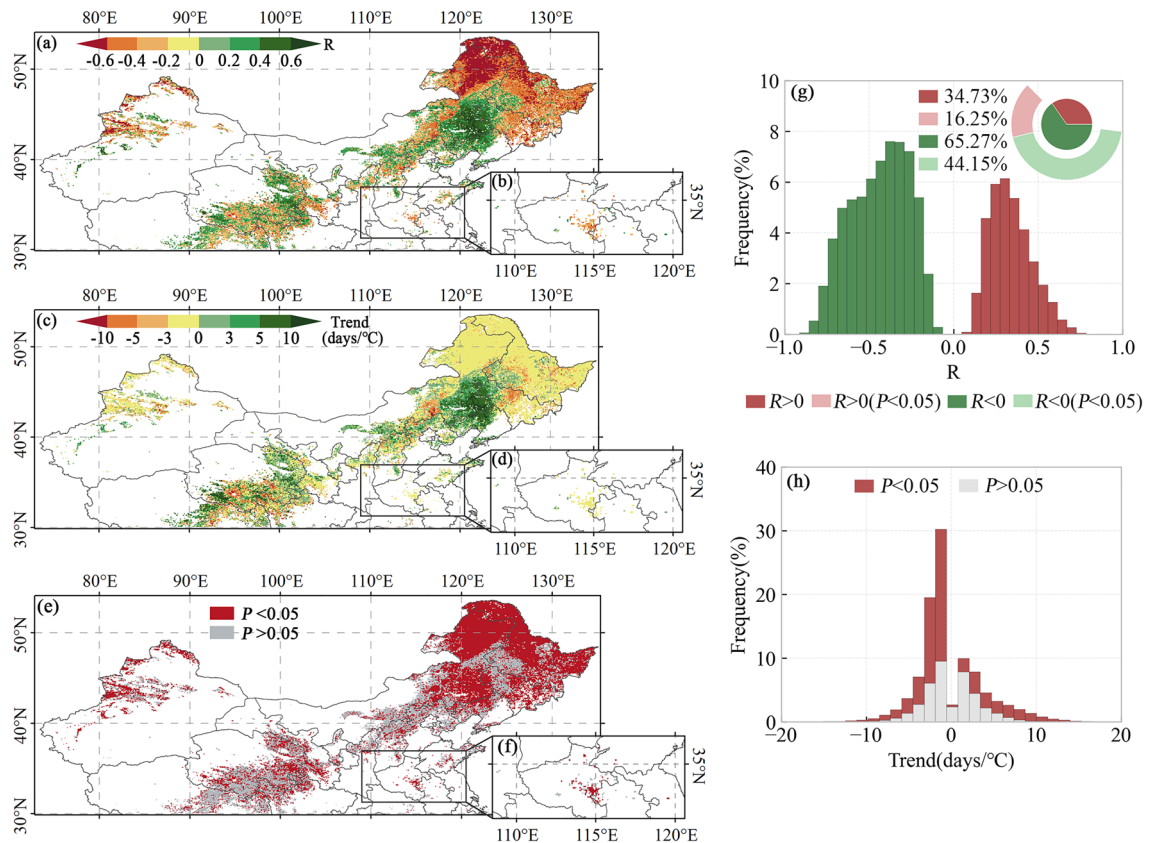 80°E 90°E 100°E 110°E 120°E 130°E
(a)
R
-0.6 -0.4 -0.2 0 0.2 0.4 0.6
50°N
40°N
30°N
(b)
35°N
110°E 115°E 120°E
80°E 90°E 100°E 110°E 120°E 130°E
(c)
Trend
(days/°C)
-10 -5 -3 0 3 5 10
50°N
40°N
30°N
(d)
35°N
110°E 115°E 120°E
80°E 90°E 100°E 110°E 120°E 130°E
(e)
P <0.05
P >0.05
50°N
40°N
30°N
(f)
35°N
110°E 115°E 120°E
(g)
34.73%
16.25%
65.27%
44.15%
Frequency(%)
10
8
6
4
2
0
−1.0 −0.5 0.0 0.5 1.0
R
R>0 R>0(P<0.05) R<0 R<0(P<0.05)
(h)
P<0.05 P>0.05
Frequency(%)
40
30
20
10
0
−20 −10 0 10 20
Trend(days/°C)